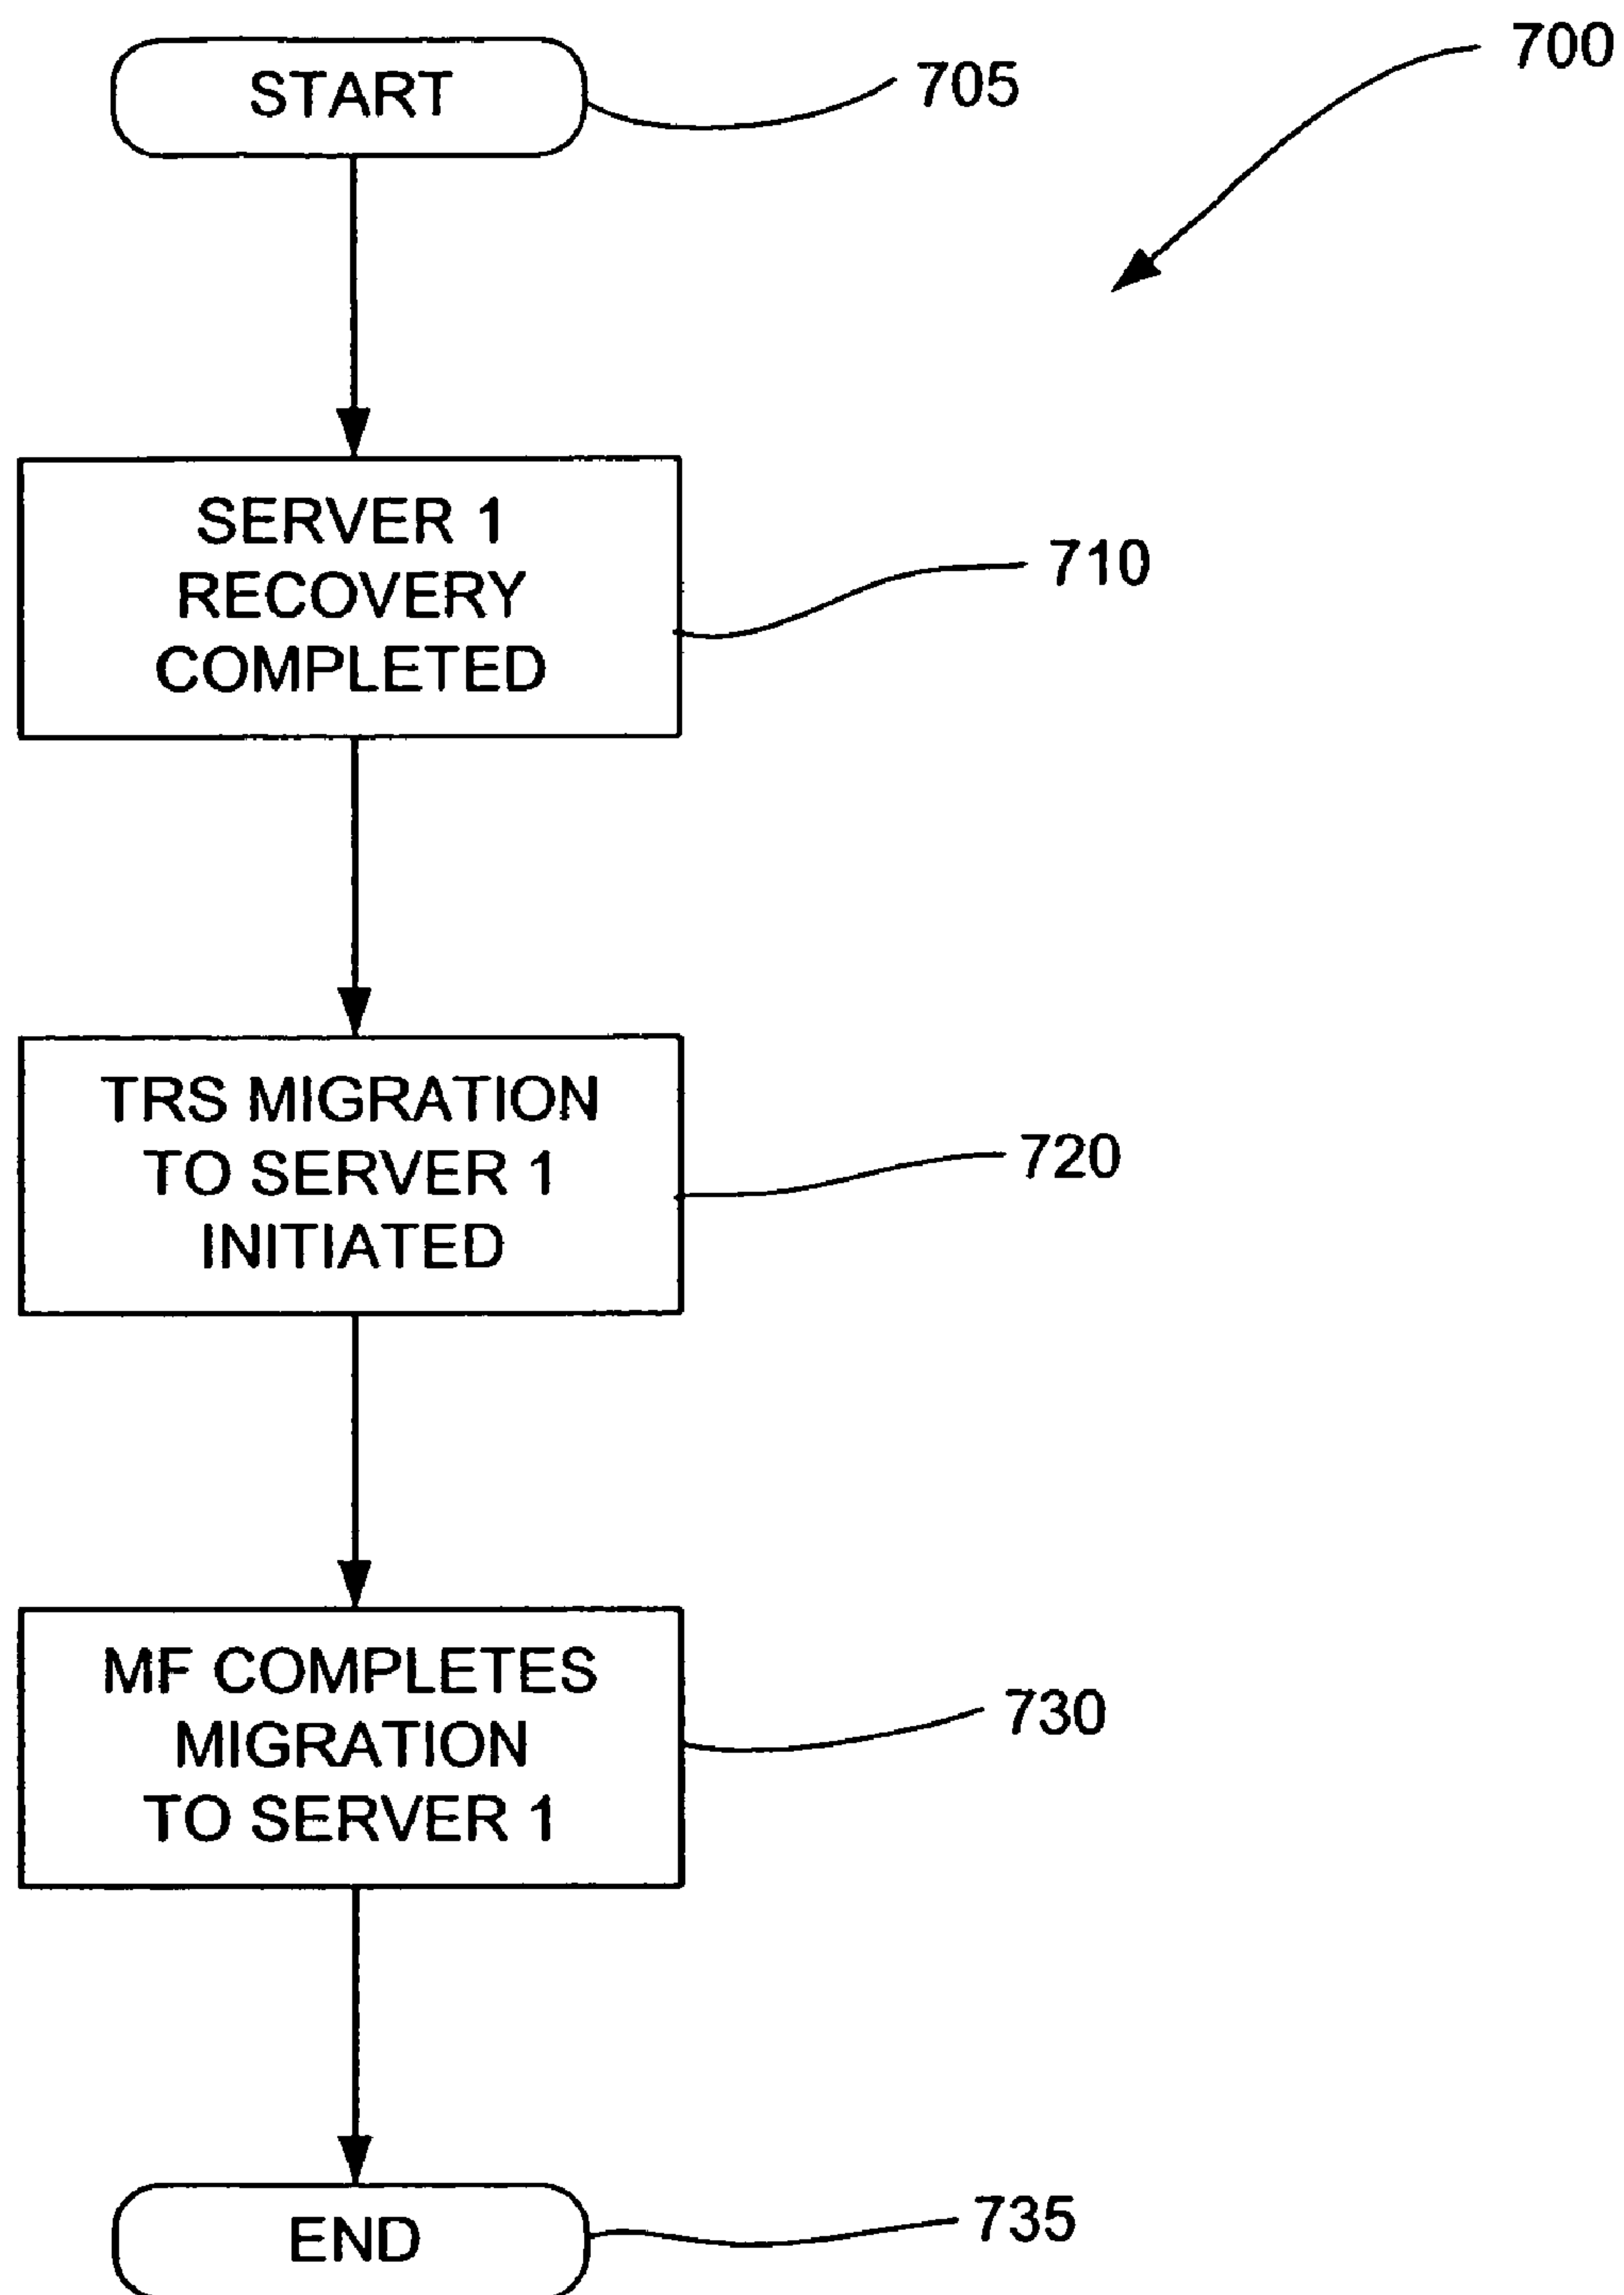 700
START
705
SERVER 1
RECOVERY
COMPLETED
710
TRS MIGRATION
TO SERVER 1
INITIATED
720
MF COMPLETES
MIGRATION
TO SERVER 1
730
END
735